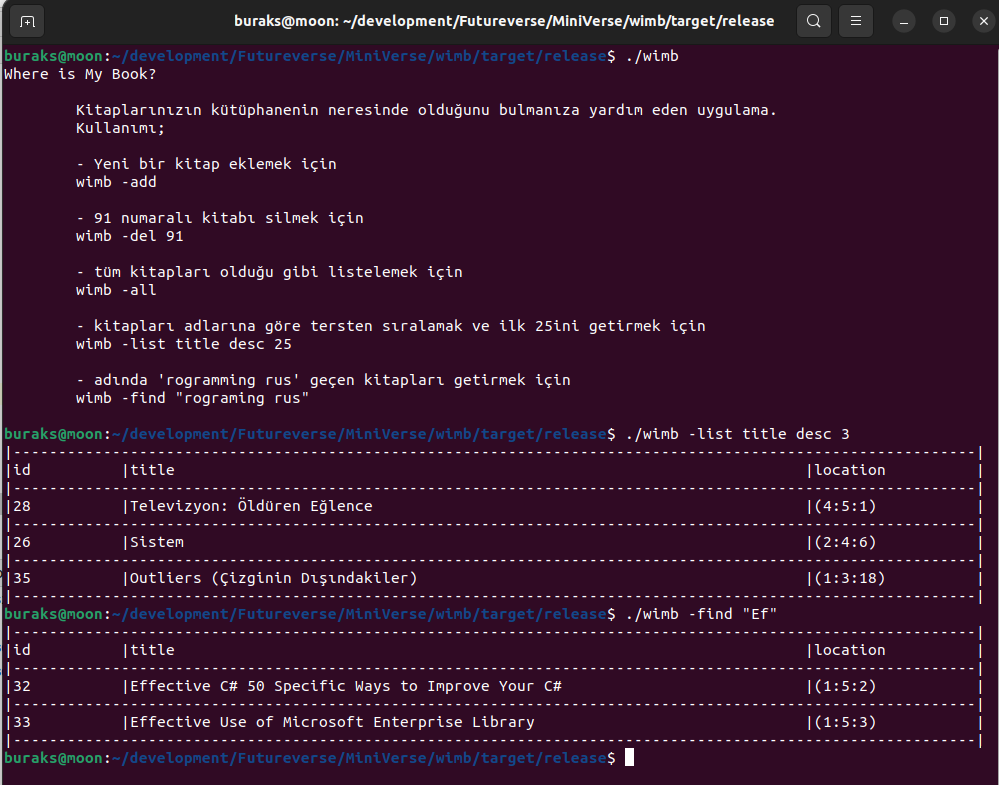 buraks@moon: ~/development/Futureverse/MiniVerse/wimb/target/release
buraks@moon:~/development/Futureverse/MiniVerse/wimb/target/release$ ./wimb
Where is My Book?
Kitaplarınızın kütüphanenin neresinde olduğunu bulmanıza yardım eden uygulama.
Kullanımı;
- Yeni bir kitap eklemek için
wimb -add
- 91 numaralı kitabı silmek için
wimb -del 91
- tüm kitapları olduğu gibi listelemek için
wimb -all
- kitapları adlarına göre tersten sıralamak ve ilk 25ini getirmek için
wimb -list title desc 25
- adında 'rogramming rus' geçen kitapları getirmek için
wimb -find "rograming rus"
buraks@moon:~/development/Futureverse/MiniVerse/wimb/target/release$ ./wimb -list title desc 3
|-----------------------------------------------------------------------------------------------------------|
|id |title |location |
|-----------------------------------------------------------------------------------------------------------|
|28 |Televizyon: Öldüren Eğlence |(4:5:1) |
|-----------------------------------------------------------------------------------------------------------|
|26 |Sistem |(2:4:6) |
|-----------------------------------------------------------------------------------------------------------|
|35 |Outliers (Çizginin Dışındakiler) |(1:3:18) |
|-----------------------------------------------------------------------------------------------------------|
buraks@moon:~/development/Futureverse/MiniVerse/wimb/target/release$ ./wimb -find "Ef"
|-----------------------------------------------------------------------------------------------------------|
|id |title |location |
|-----------------------------------------------------------------------------------------------------------|
|32 |Effective C# 50 Specific Ways to Improve Your C# |(1:5:2) |
|-----------------------------------------------------------------------------------------------------------|
|33 |Effective Use of Microsoft Enterprise Library |(1:5:3) |
|-----------------------------------------------------------------------------------------------------------|
buraks@moon:~/development/Futureverse/MiniVerse/wimb/target/release$